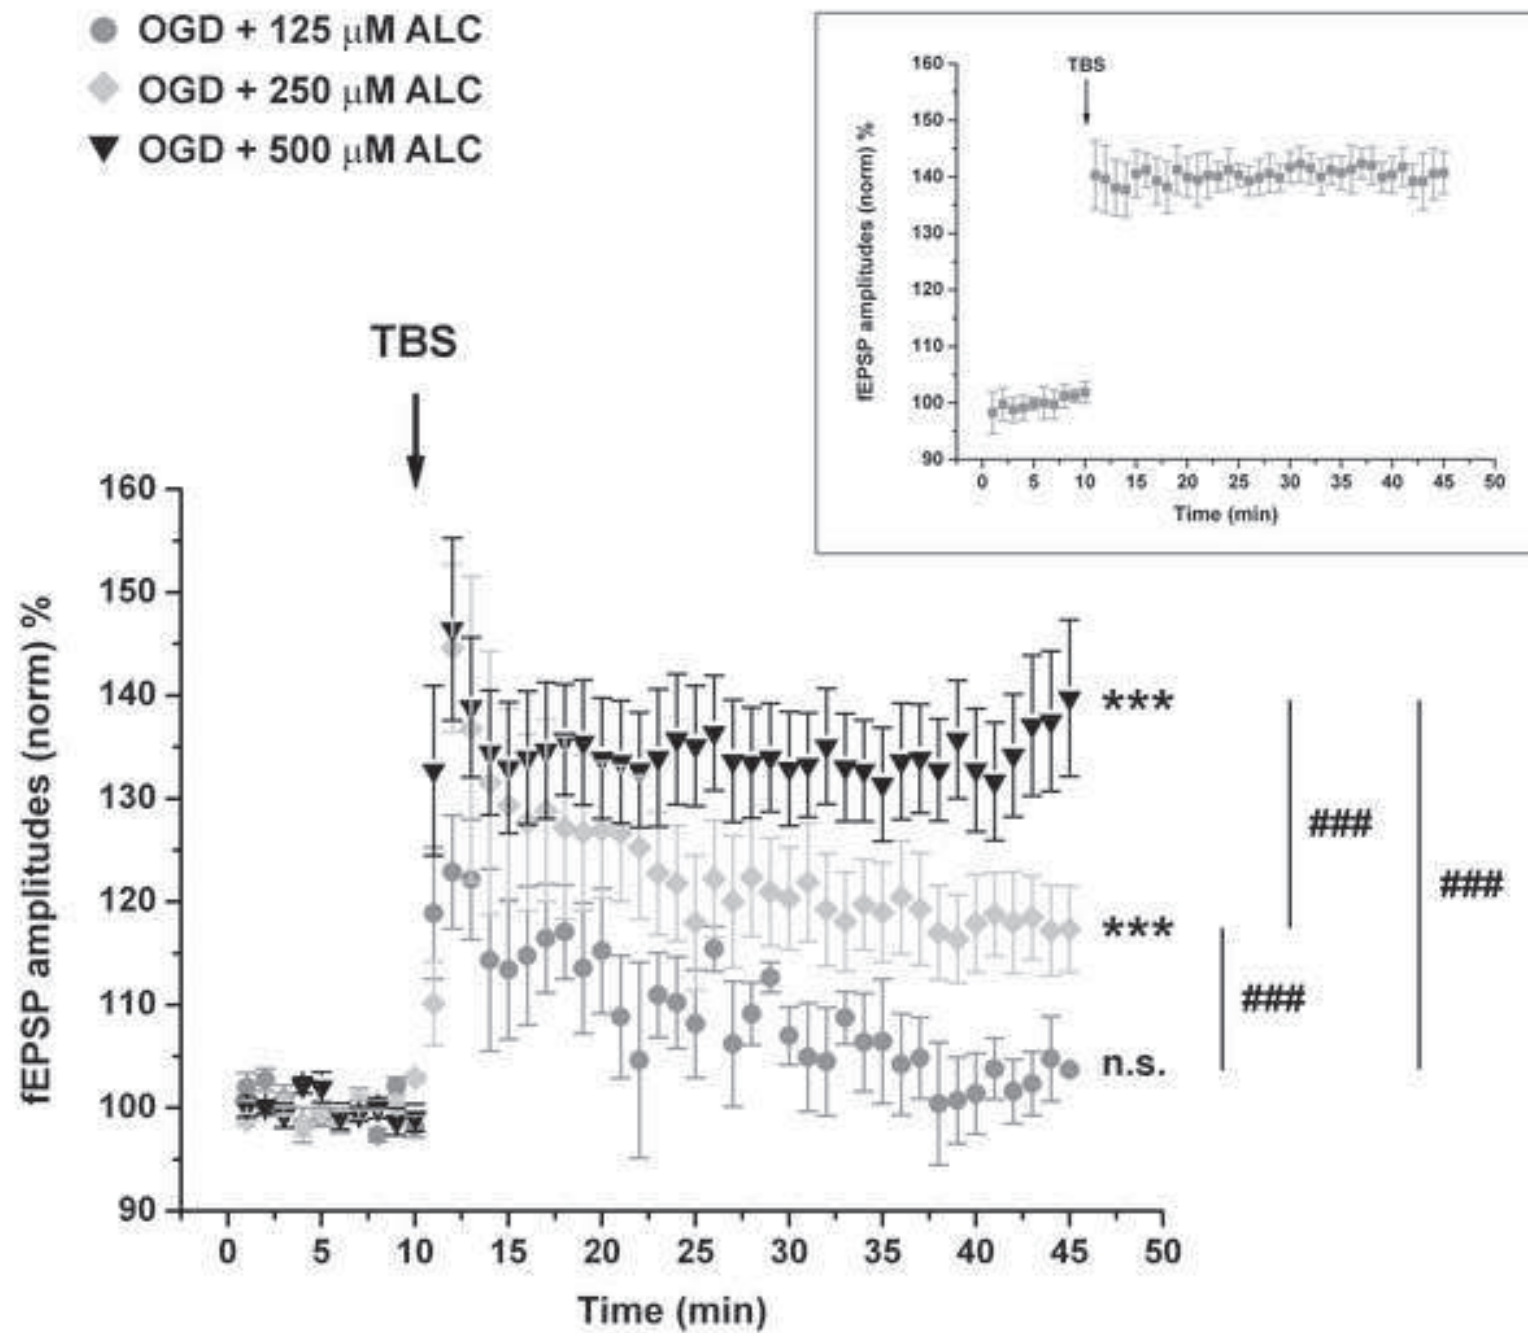 OGD + 125 μM ALC
OGD + 250 μM ALC
OGD + 500 μM ALC
160
150
140
130
120
110
100
90
fEPSP amplitudes (norm) %
TBS
0 5 10 15 20 25 30 35 40 45 50
Time (min)
TBS
160
150
140
130
120
110
100
90
fEPSP amplitudes (norm) %
0 5 10 15 20 25 30 35 40 45 50
Time (min)
***
***
n.s.
###
###
###